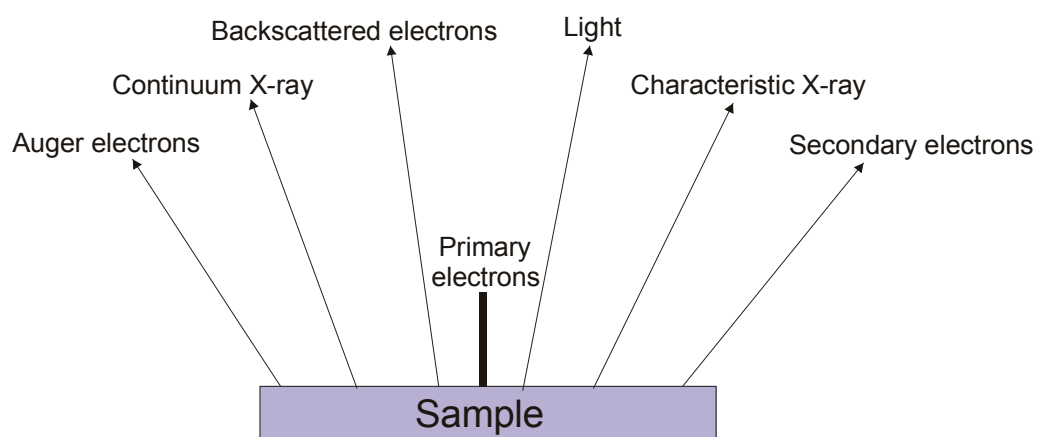 Backscattered electrons
Light
Continuum X-ray
Characteristic X-ray
Auger electrons
Secondary electrons
Primary
electrons
Sample